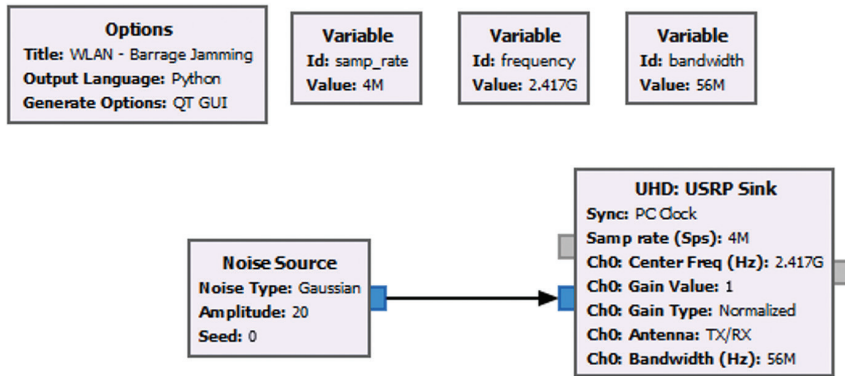 Options
Title: WLAN - Barrage Jamming
Output Language: Python
Generate Options: QT GUI
Variable
Id: samp_rate
Value: 4M
Variable
Id: frequency
Value: 2.417G
Variable
Id: bandwidth
Value: 56M
Noise Source
Noise Type: Gaussian
Amplitude: 20
Seed: 0
UHD: USRP Sink
Sync: PC Clock
Samp rate (Sps): 4M
Ch0: Center Freq (Hz): 2.417G
Ch0: Gain Value: 1
Ch0: Gain Type: Normalized
Ch0: Antenna: TX/RX
Ch0: Bandwidth (Hz): 56M